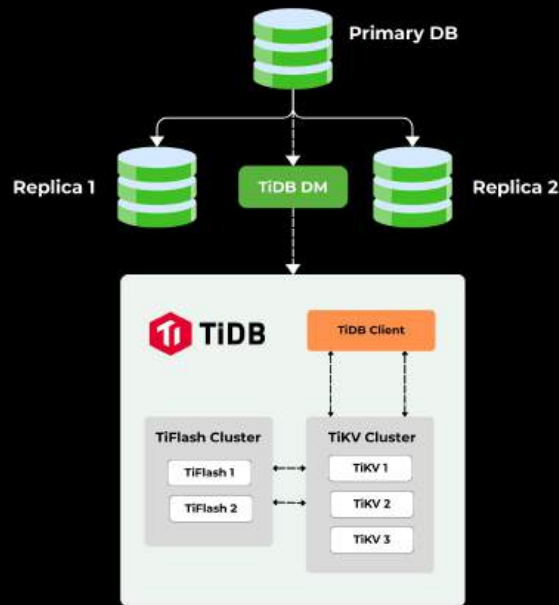 Primary DB
Replica 1
TiDB DM
Replica 2
Ti TiDB
TiDB Client
TiFlash Cluster
TiFlash 1
TiFlash 2
TiKV Cluster
TiKV 1
TiKV 2
TiKV 3